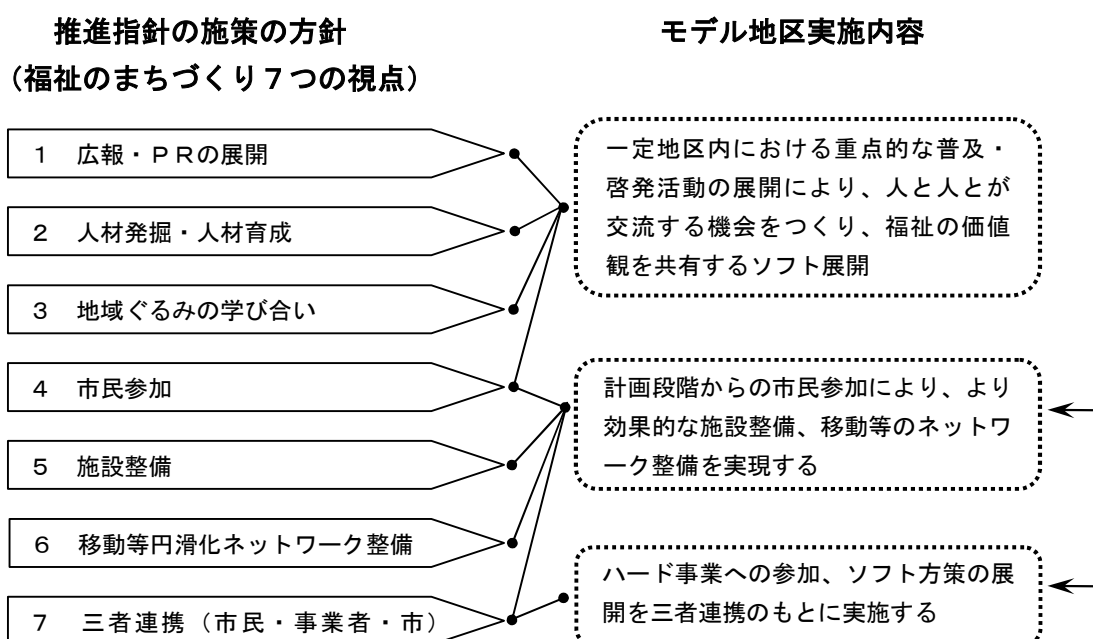 推進指針の施策の方針
（福祉のまちづくり７つの視点）
モデル地区実施内容
１ 広報・ＰＲの展開
２ 人材発掘・人材育成
３ 地域ぐるみの学び合い
４ 市民参加
５ 施設整備
６ 移動等円滑化ネットワーク整備
７ 三者連携（市民・事業者・市）
一定地区内における重点的な普及・
啓発活動の展開により、人と人とが
交流する機会をつくり、福祉の価値
観を共有するソフト展開
計画段階からの市民参加により、より
効果的な施設整備、移動等のネットワ
ーク整備を実現する
ハード事業への参加、ソフト方策の展
開を三者連携のもとに実施する